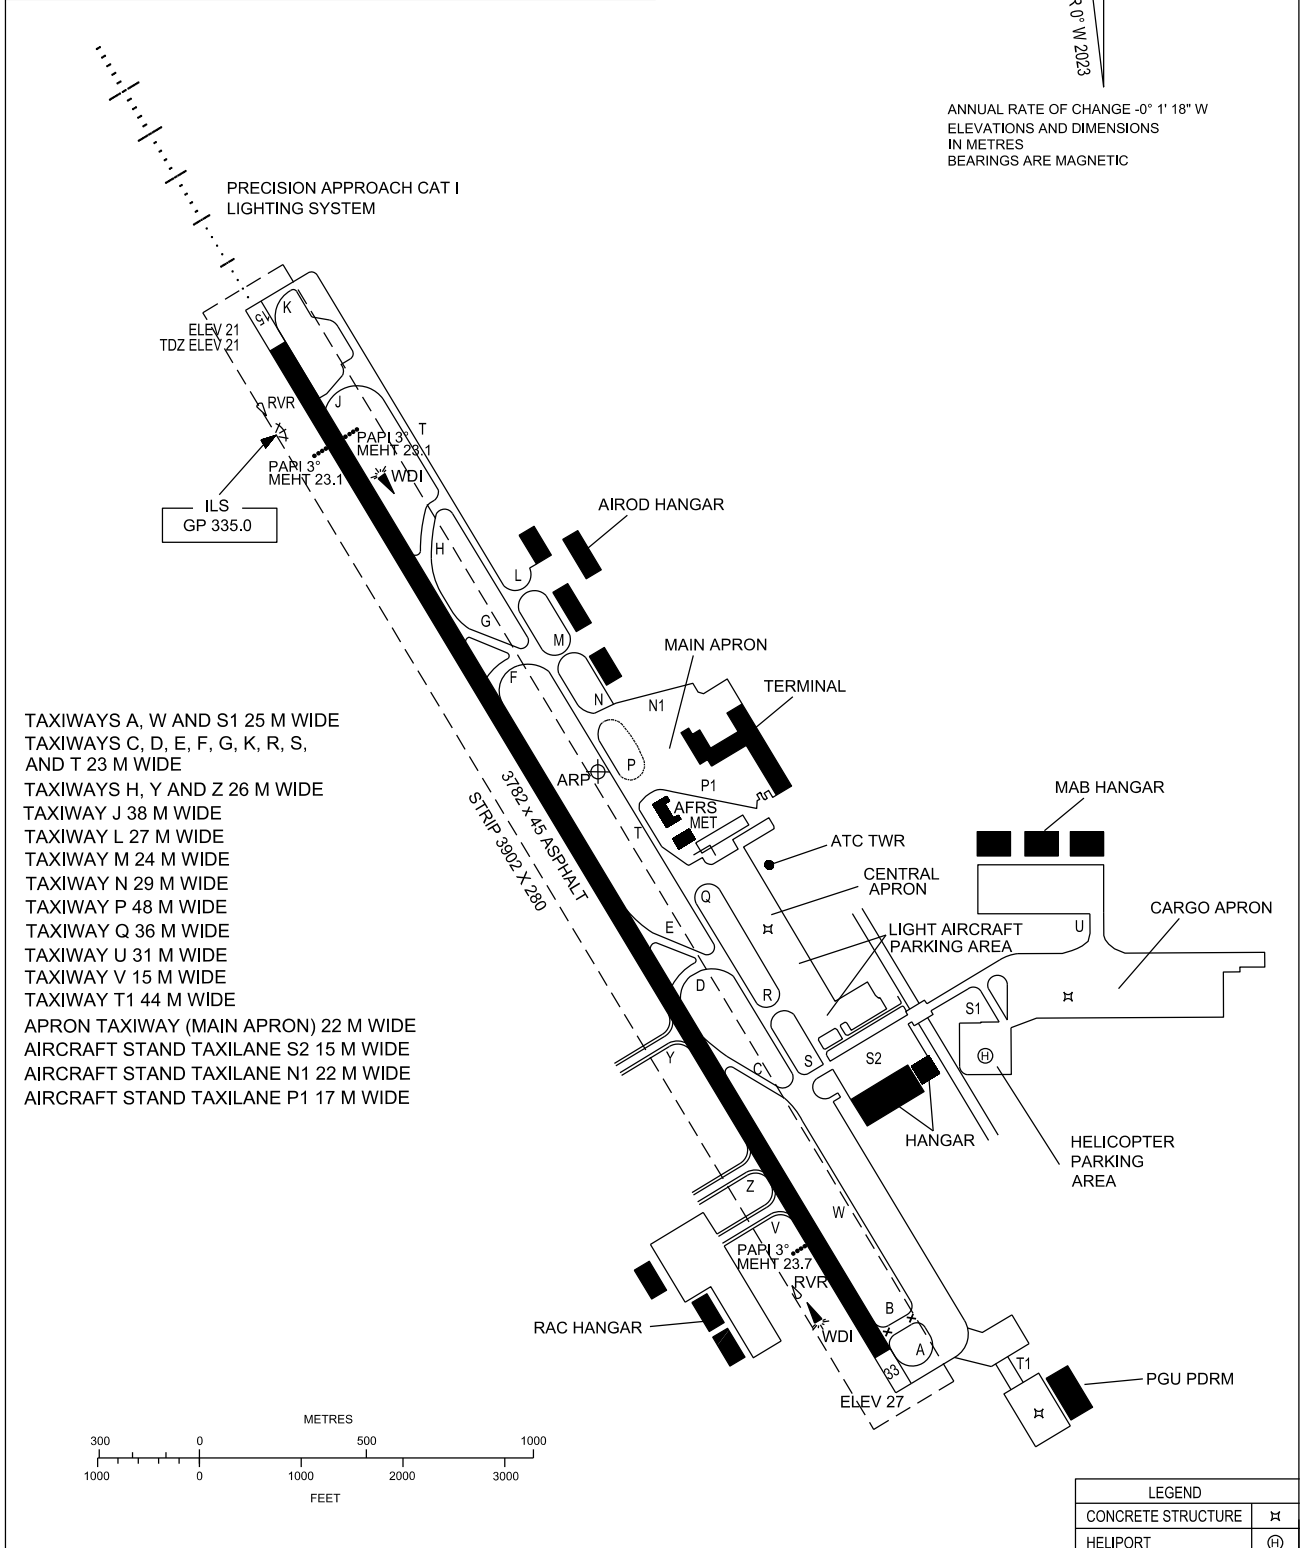 R 0° W 2023
ANNUAL RATE OF CHANGE -0° 1' 18" W
ELEVATIONS AND DIMENSIONS
IN METRES
BEARINGS ARE MAGNETIC
PRECISION APPROACH CAT I
LIGHTING SYSTEM
K
15
ELEV 21
TDZ ELEV 21
RVR
J
T
PAPI 3°
MEHT 23.1
PAPI 3°
MEHT 23.1
WDI
ILS
GP 335.0
AIROD HANGAR
H
L
G
M
MAIN APRON
F
TERMINAL
N
N1
TAXIWAYS A, W AND S1 25 M WIDE
TAXIWAYS C, D, E, F, G, K, R, S,
AND T 23 M WIDE
TAXIWAYS H, Y AND Z 26 M WIDE
TAXIWAY J 38 M WIDE
TAXIWAY L 27 M WIDE
TAXIWAY M 24 M WIDE
TAXIWAY N 29 M WIDE
TAXIWAY P 48 M WIDE
TAXIWAY Q 36 M WIDE
TAXIWAY U 31 M WIDE
TAXIWAY V 15 M WIDE
TAXIWAY T1 44 M WIDE
APRON TAXIWAY (MAIN APRON) 22 M WIDE
AIRCRAFT STAND TAXILANE S2 15 M WIDE
AIRCRAFT STAND TAXILANE N1 22 M WIDE
AIRCRAFT STAND TAXILANE P1 17 M WIDE
P
ARP
P1
3782 X 45 ASPHALT
STRIP 3902 X 280
AFRS
MET
T
MAB HANGAR
ATC TWR
CENTRAL
APRON
Q
CARGO APRON
E
U
LIGHT AIRCRAFT
PARKING AREA
D
R
S1
Y
C
S
S2
H
HANGAR
HELICOPTER
PARKING
AREA
Z
W
V
PAPI 3°
MEHT 23.7
RVR
B
RAC HANGAR
WDI
A
T1
33
PGU PDRM
ELEV 27
METRES
300 0 500 1000
1000 0 1000 2000 3000
FEET
LEGEND
CONCRETE STRUCTURE
HELIPORT H